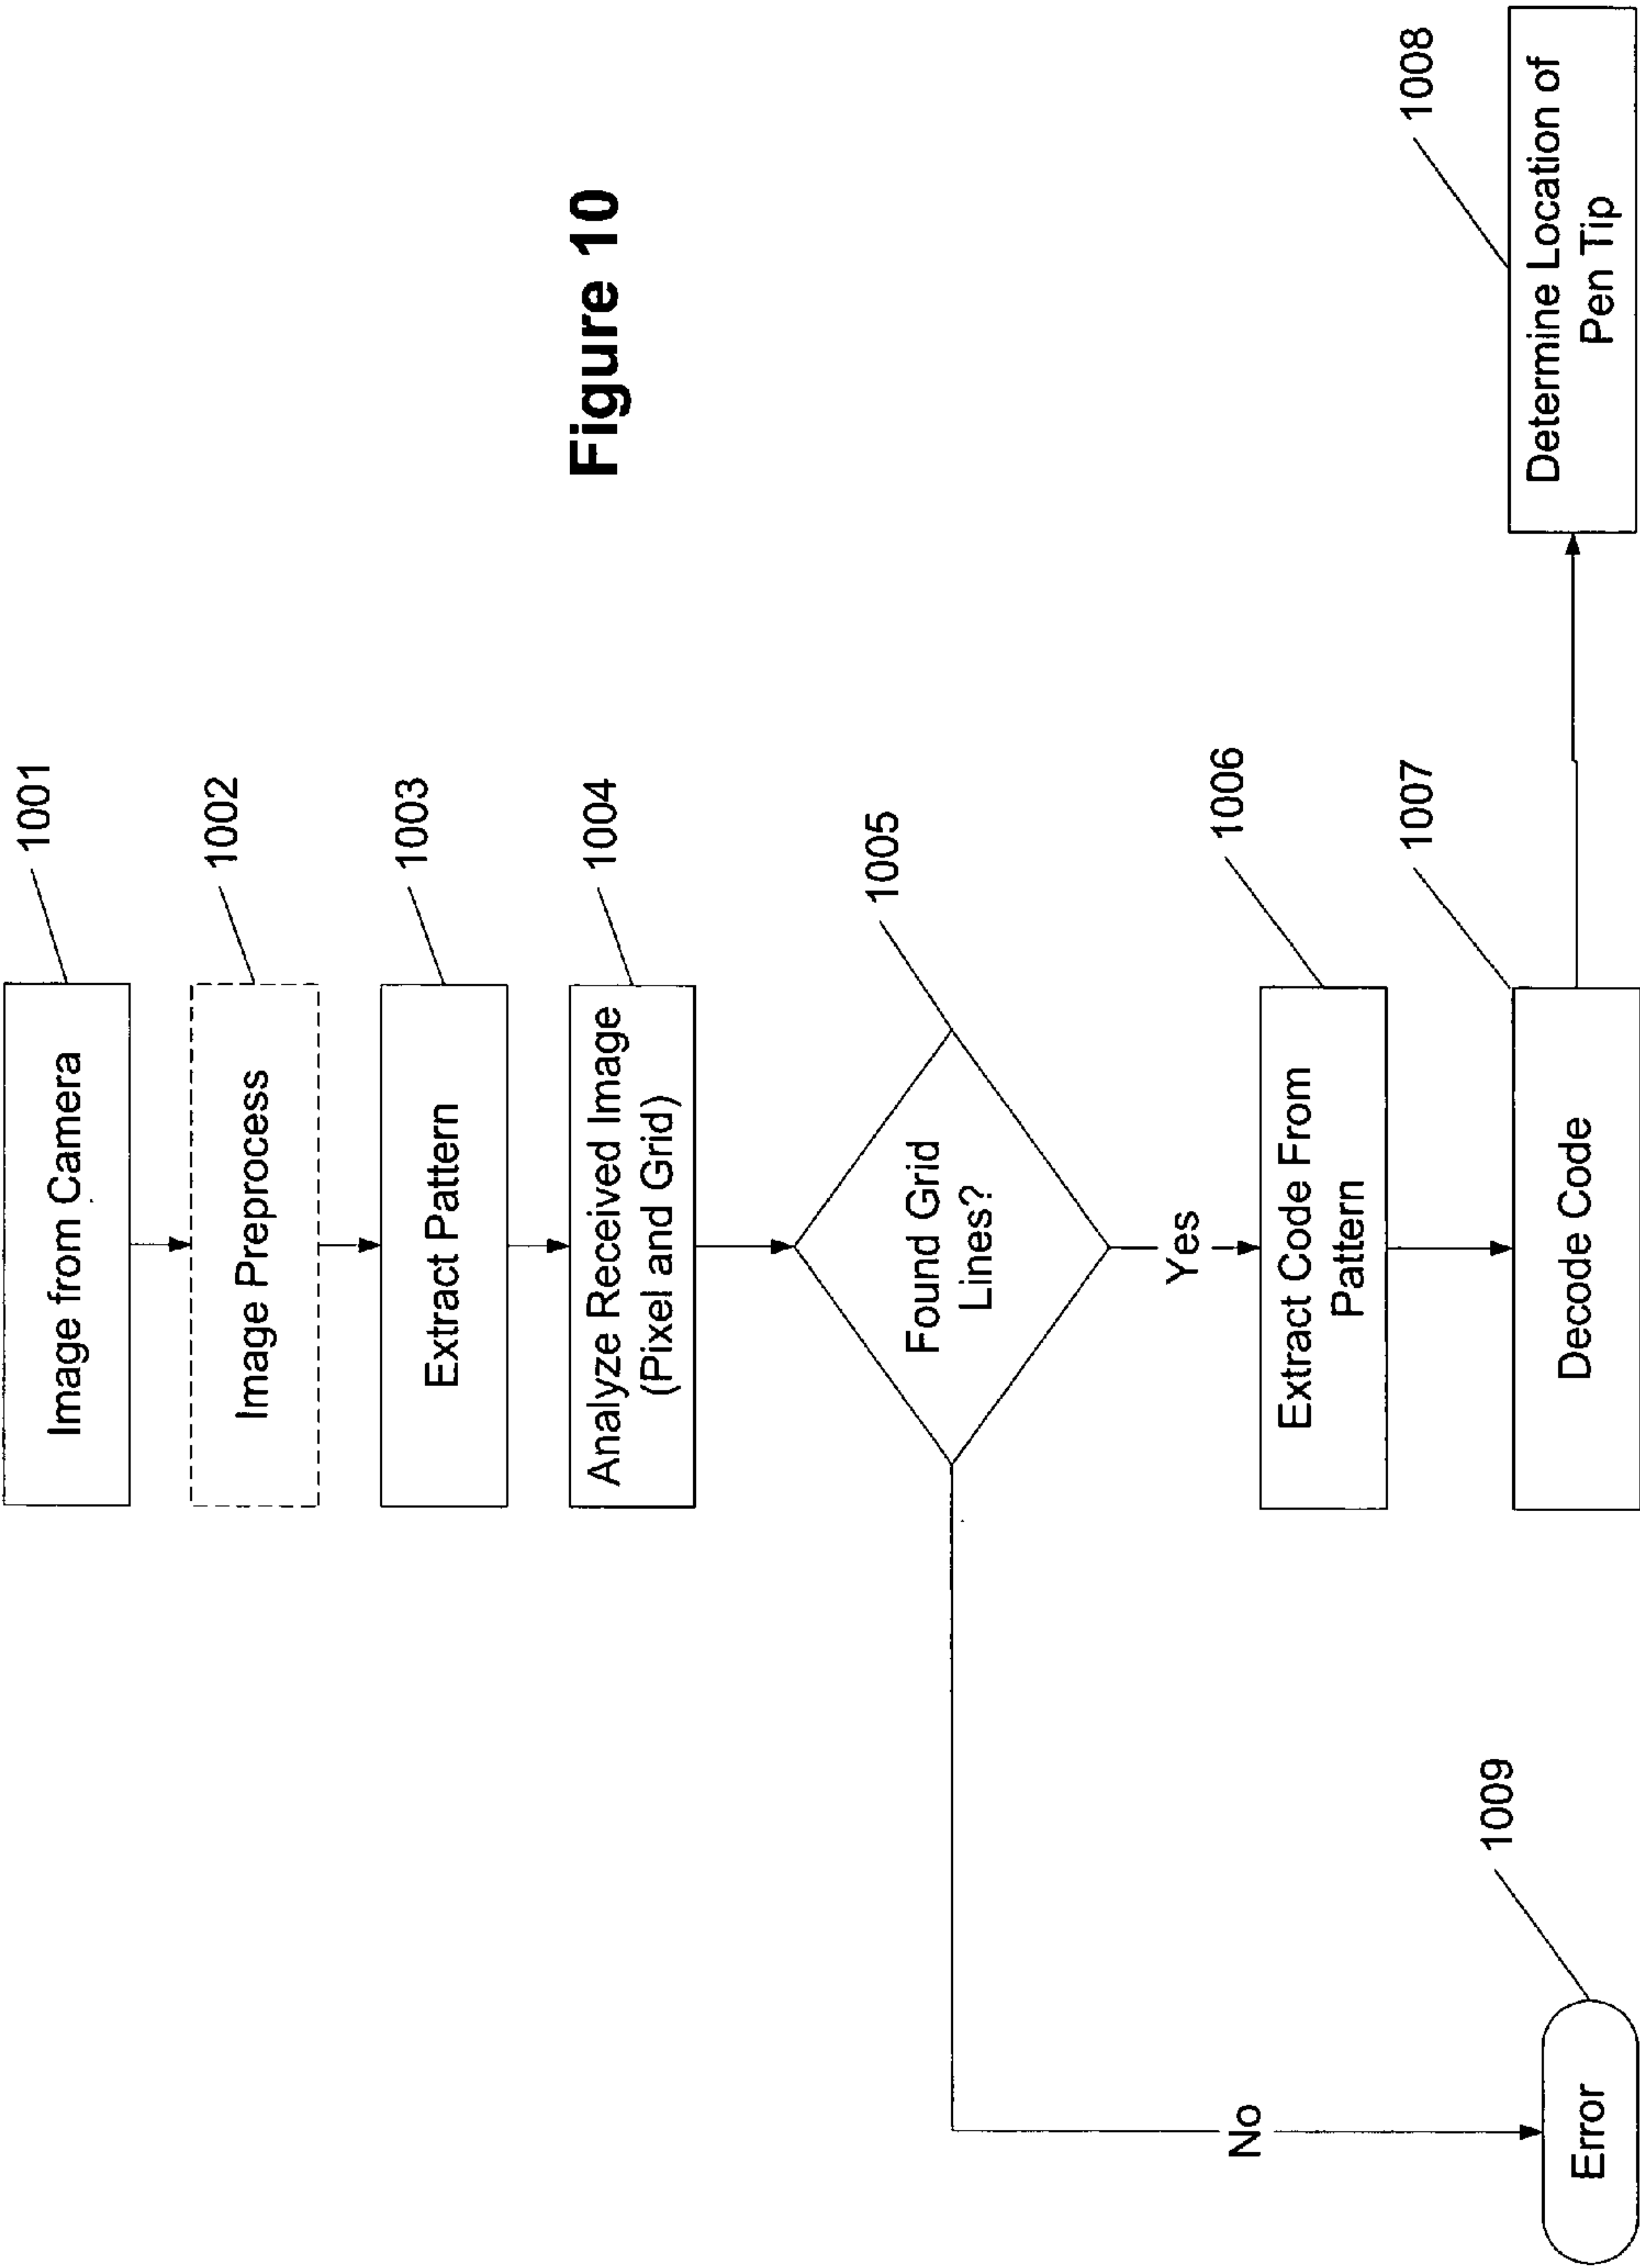 Image from Camera
1001
Image Preprocess
1002
Extract Pattern
1003
Analyze Received Image
(Pixel and Grid)
1004
Found Grid
Lines?
1005
Yes
No
Extract Code From
Pattern
1006
Decode Code
1007
Determine Location of
Pen Tip
1008
Error
1009
Figure 10